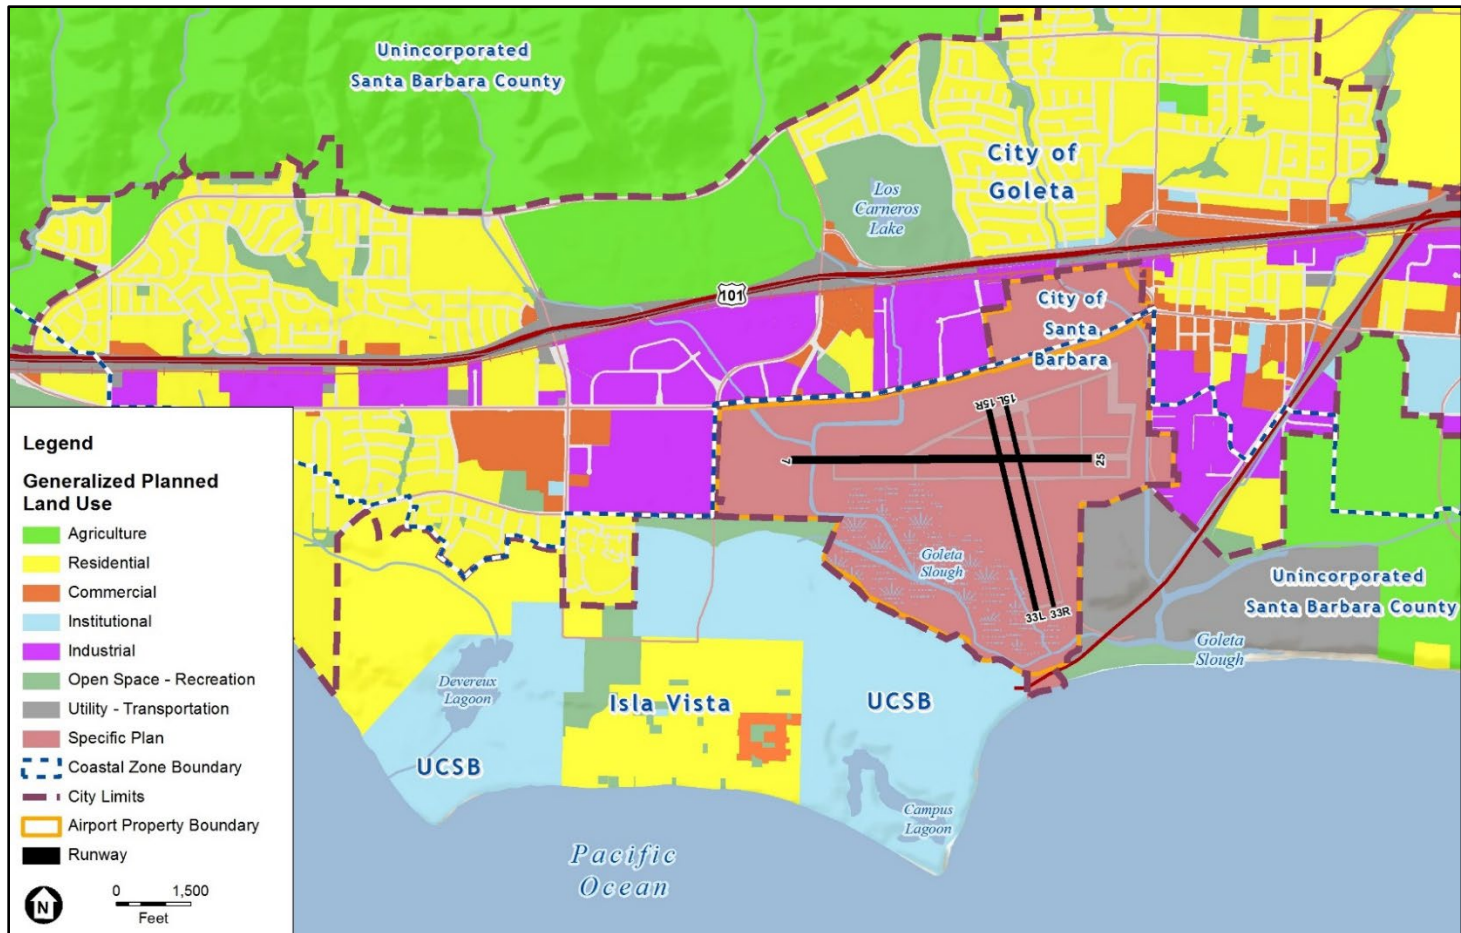 Unincorporated
Santa Barbara County
City of
Goleta
Los
Carneros
Lake
101
City of
Santa
Barbara
15R
15L
7
25
Goleta
Slough
33L
33R
Unincorporated
Santa Barbara County
Goleta
Slough
Devereux
Lagoon
Isla Vista
UCSB
UCSB
Campus
Lagoon
Pacific
Ocean
Legend
Generalized Planned
Land Use
Agriculture
Residential
Commercial
Institutional
Industrial
Open Space - Recreation
Utility - Transportation
Specific Plan
Coastal Zone Boundary
City Limits
Airport Property Boundary
Runway
N
0 1,500
Feet